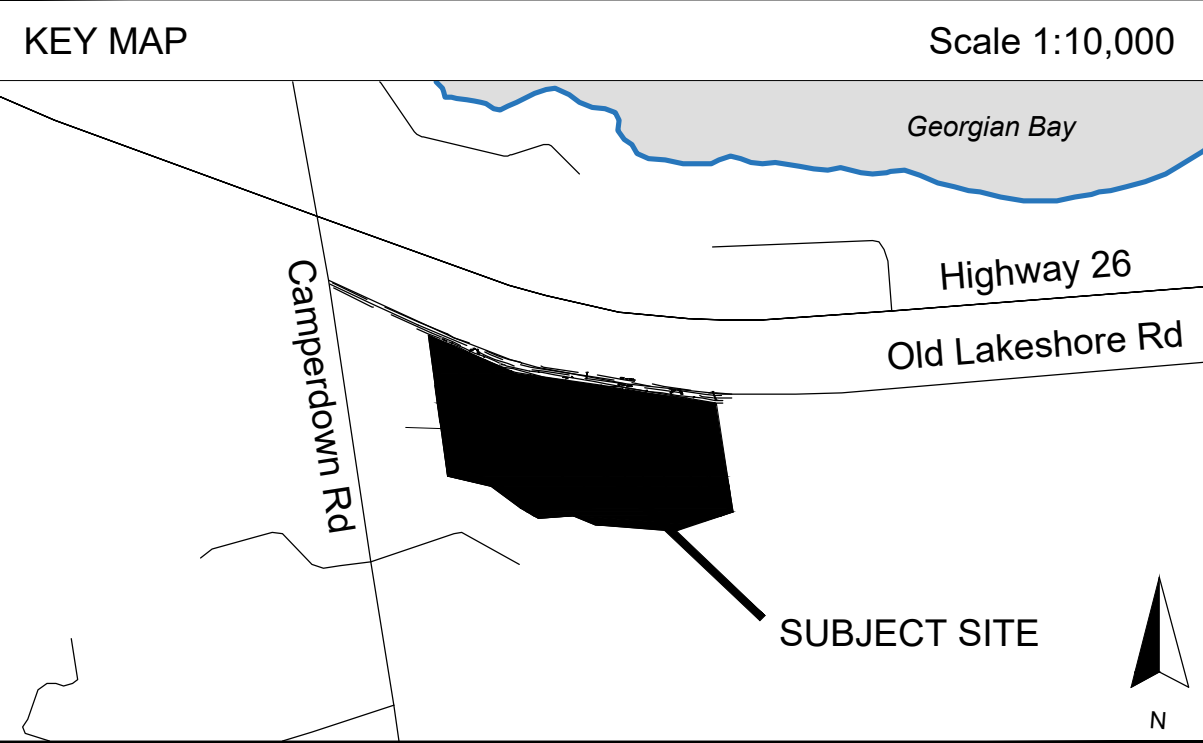 KEY MAP
Scale 1:10,000
Georgian Bay
Highway 26
Old Lakeshore Rd
Camperdown Rd
SUBJECT SITE
N